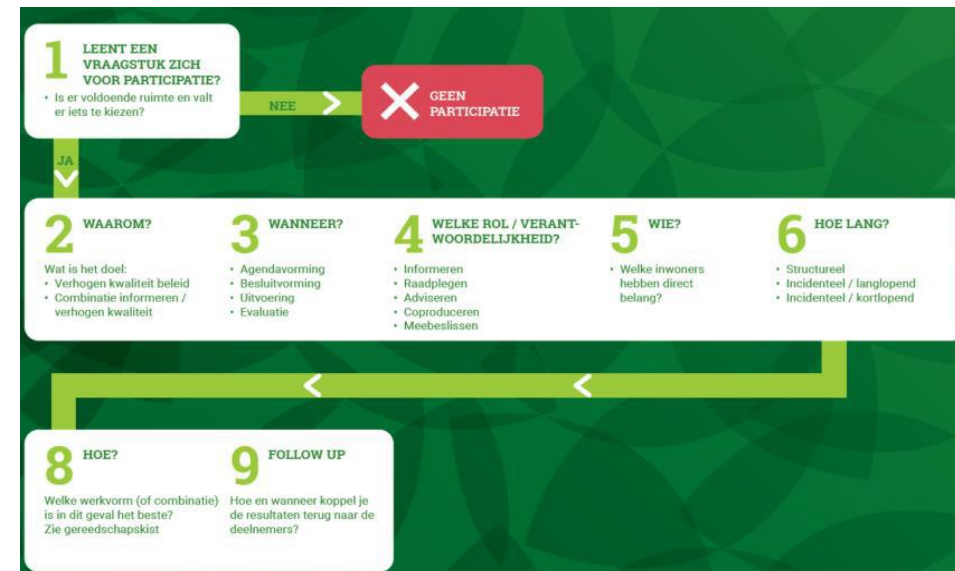 1
LEENT EEN
VRAAGSTUK ZICH
VOOR PARTICIPATIE?
• Is er voldoende ruimte en valt
er iets te kiezen?
NEE
GEEN
PARTICIPATIE
JA
2
WAAROM?
Wat is het doel:
• Verhogen kwaliteit beleid
• Combinatie informeren /
verhogen kwaliteit
3
WANNEER?
• Agendavorming
• Besluitvorming
• Uitvoering
• Evaluatie
4
WELKE ROL / VERANT-
WOORDELIJKHEID?
• Informeren
• Raadplegen
• Adviseren
• Coproduceren
• Meebeslissen
5
WIE?
• Welke inwoners
hebben direct
belang?
6
HOE LANG?
• Structureel
• Incidenteel / langlopend
• Incidenteel / kortlopend
8
HOE?
Welke werkvorm (of combinatie)
is in dit geval het beste?
Zie gereedschapskist
9
FOLLOW UP
Hoe en wanneer koppel je
de resultaten terug naar de
deelnemers?